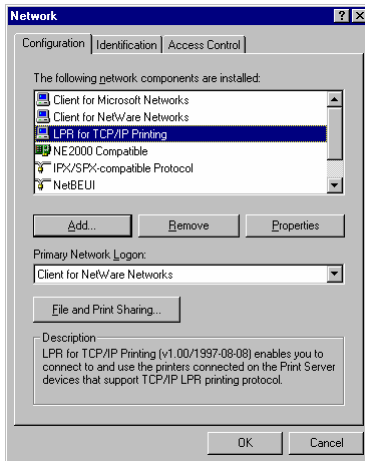 Network
Configuration Identification Access Control
The following network components are installed:
Client for Microsoft Networks
Client for NetWare Networks
LPR for TCP/IP Printing
NE2000 Compatible
IPX/SPX-compatible Protocol
NetBEUI
Add... Remove Properties
Primary Network Logon:
Client for NetWare Networks
File and Print Sharing...
Description
LPR for TCP/IP Printing (v1.00/1997-08-08) enables you to
connect to and use the printers connected on the Print Server
devices that support TCP/IP LPR printing protocol.
OK Cancel